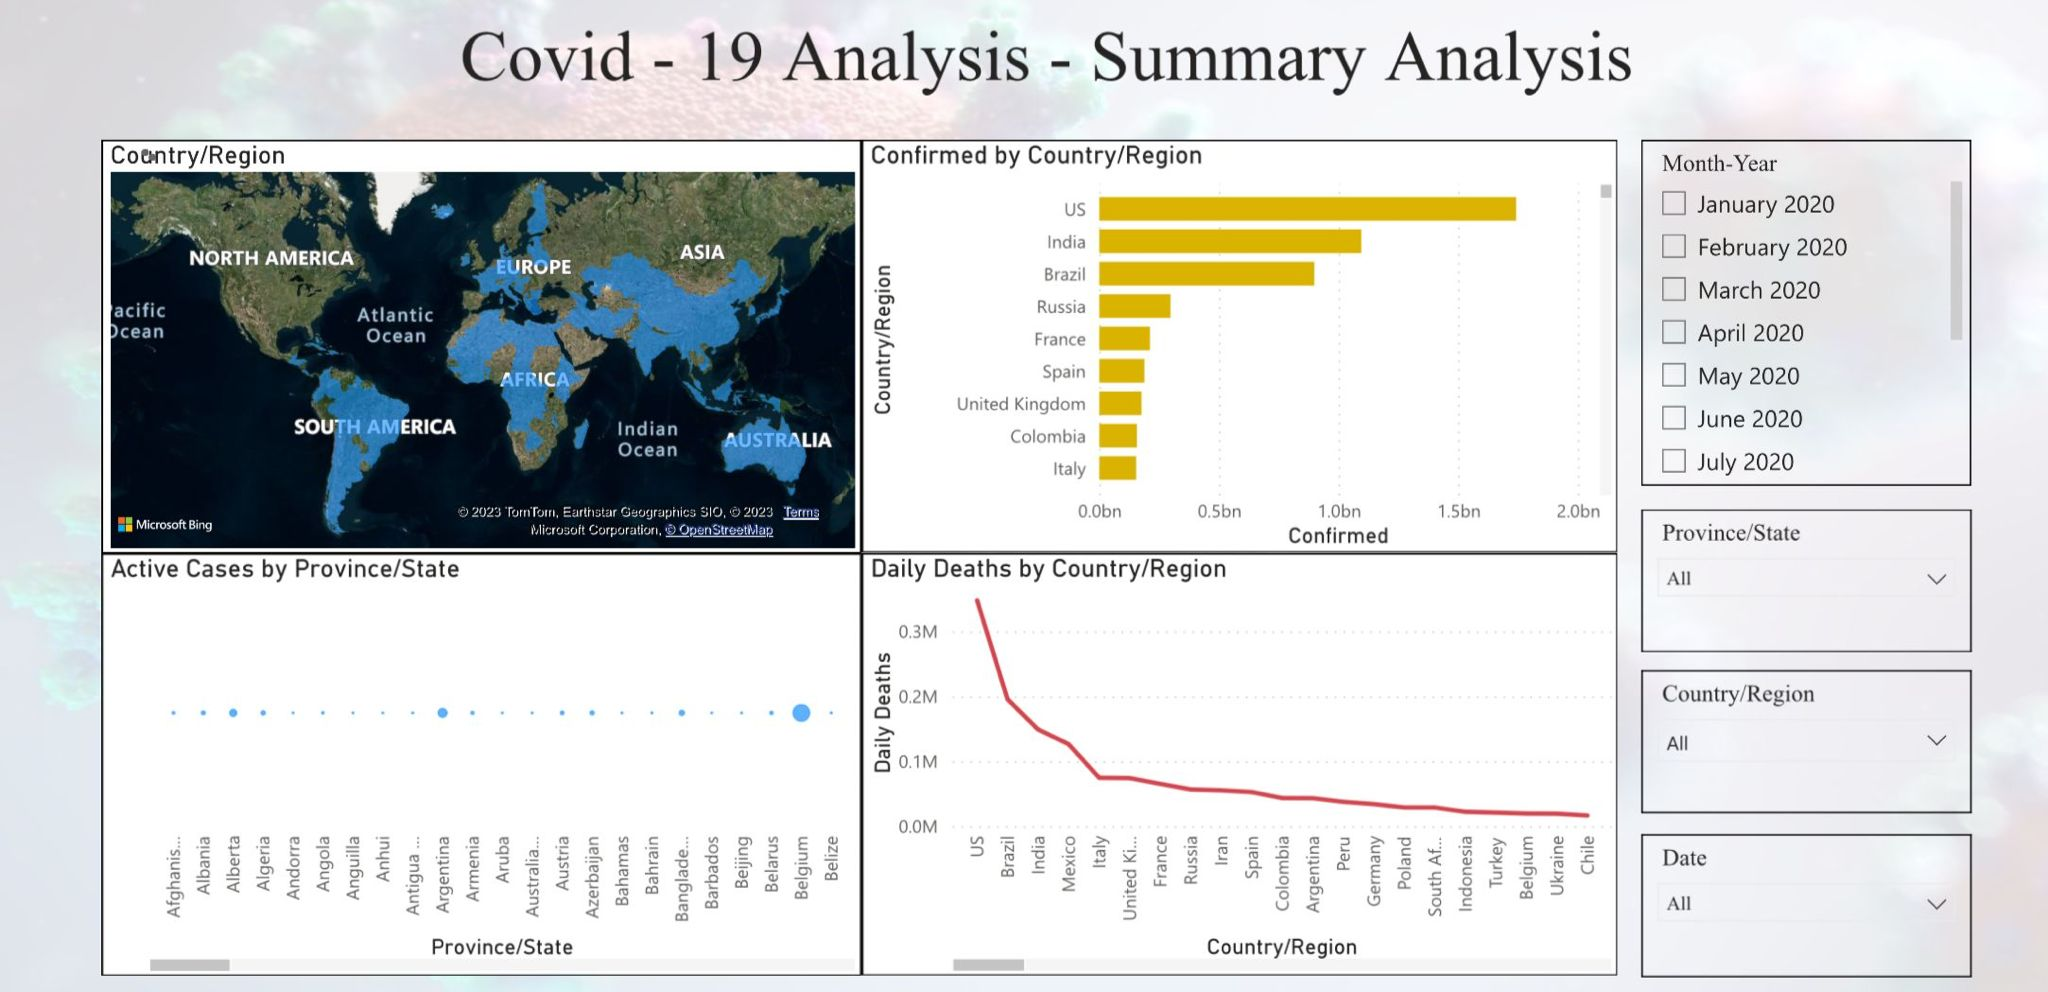 Covid - 19 Analysis - Summary Analysis
Country/Region
NORTH AMERICA
EUROPE
ASIA
Pacific
Ocean
Atlantic
Ocean
AFRICA
SOUTH AMERICA
Indian
Ocean
AUSTRALIA
Microsoft Bing
© 2023 TomTom, Earthstar Geographics SIO, © 2023 Terms
Microsoft Corporation, © OpenStreetMap
Confirmed by Country/Region
Country/Region
US
India
Brazil
Russia
France
Spain
United Kingdom
Colombia
Italy
0.0bn 0.5bn 1.0bn 1.5bn 2.0bn
Confirmed
Month-Year
January 2020
February 2020
March 2020
April 2020
May 2020
June 2020
July 2020
Province/State
All
Country/Region
All
Date
All
Active Cases by Province/State
Afghanis...
Albania
Alberta
Algeria
Andorra
Angola
Anguilla
Anhui
Antigua ...
Argentina
Armenia
Aruba
Australia...
Austria
Azerbaijan
Bahamas
Bahrain
Banglade...
Barbados
Beijing
Belarus
Belgium
Belize
Province/State
Daily Deaths by Country/Region
Daily Deaths
0.3M
0.2M
0.1M
0.0M
US
Brazil
India
Mexico
Italy
United Ki...
France
Russia
Iran
Spain
Colombia
Argentina
Peru
Germany
Poland
South Af...
Indonesia
Turkey
Belgium
Ukraine
Chile
Country/Region